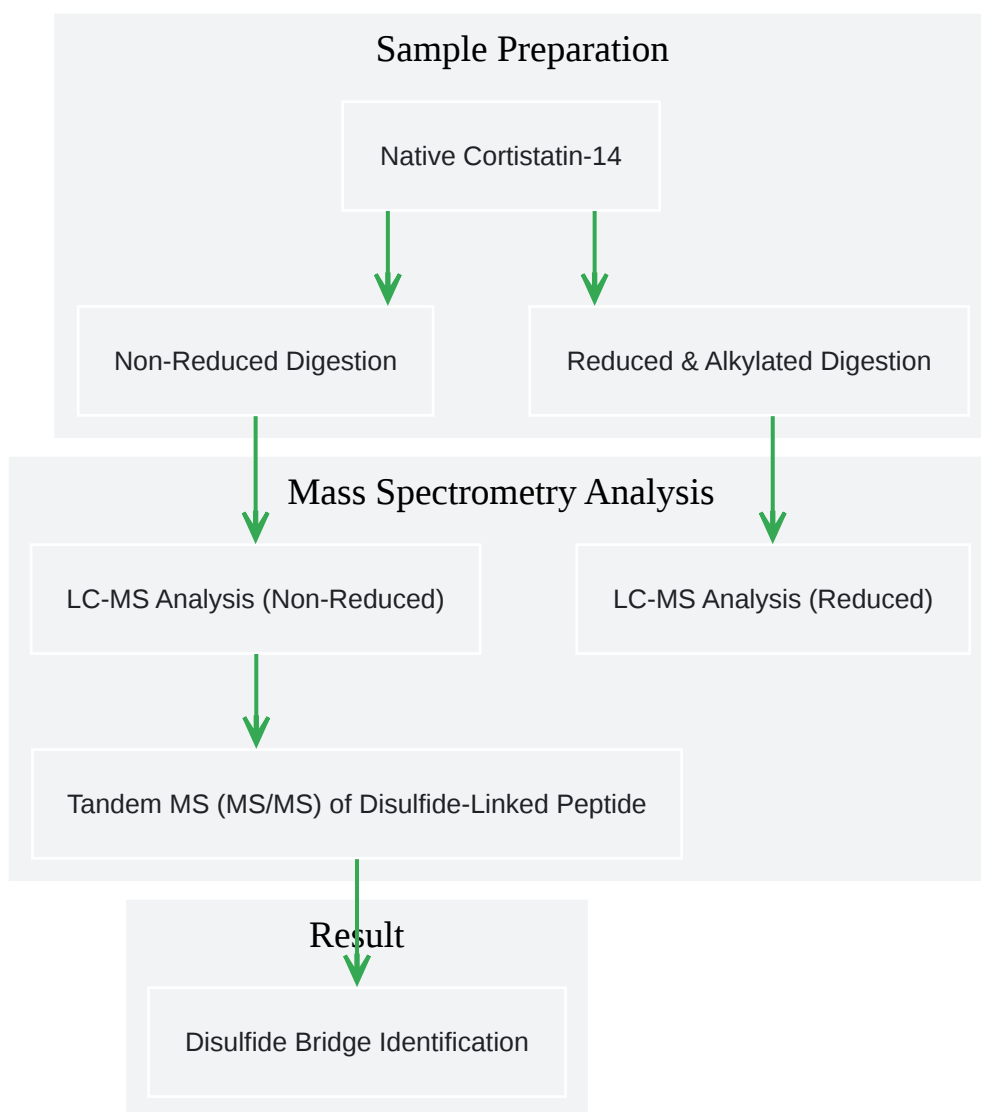 Sample Preparation
Native Cortistatin-14
Non-Reduced Digestion
Reduced & Alkylated Digestion
Mass Spectrometry Analysis
LC-MS Analysis (Non-Reduced)
LC-MS Analysis (Reduced)
Tandem MS (MS/MS) of Disulfide-Linked Peptide
Result
Disulfide Bridge Identification